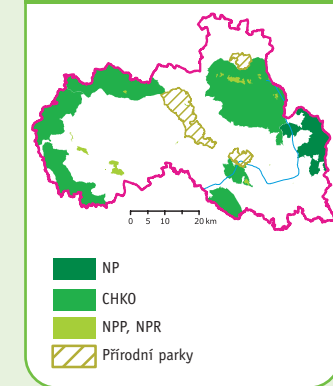 0 5 10 20 km
NP
CHKO
NPP, NPR
Přírodní parky